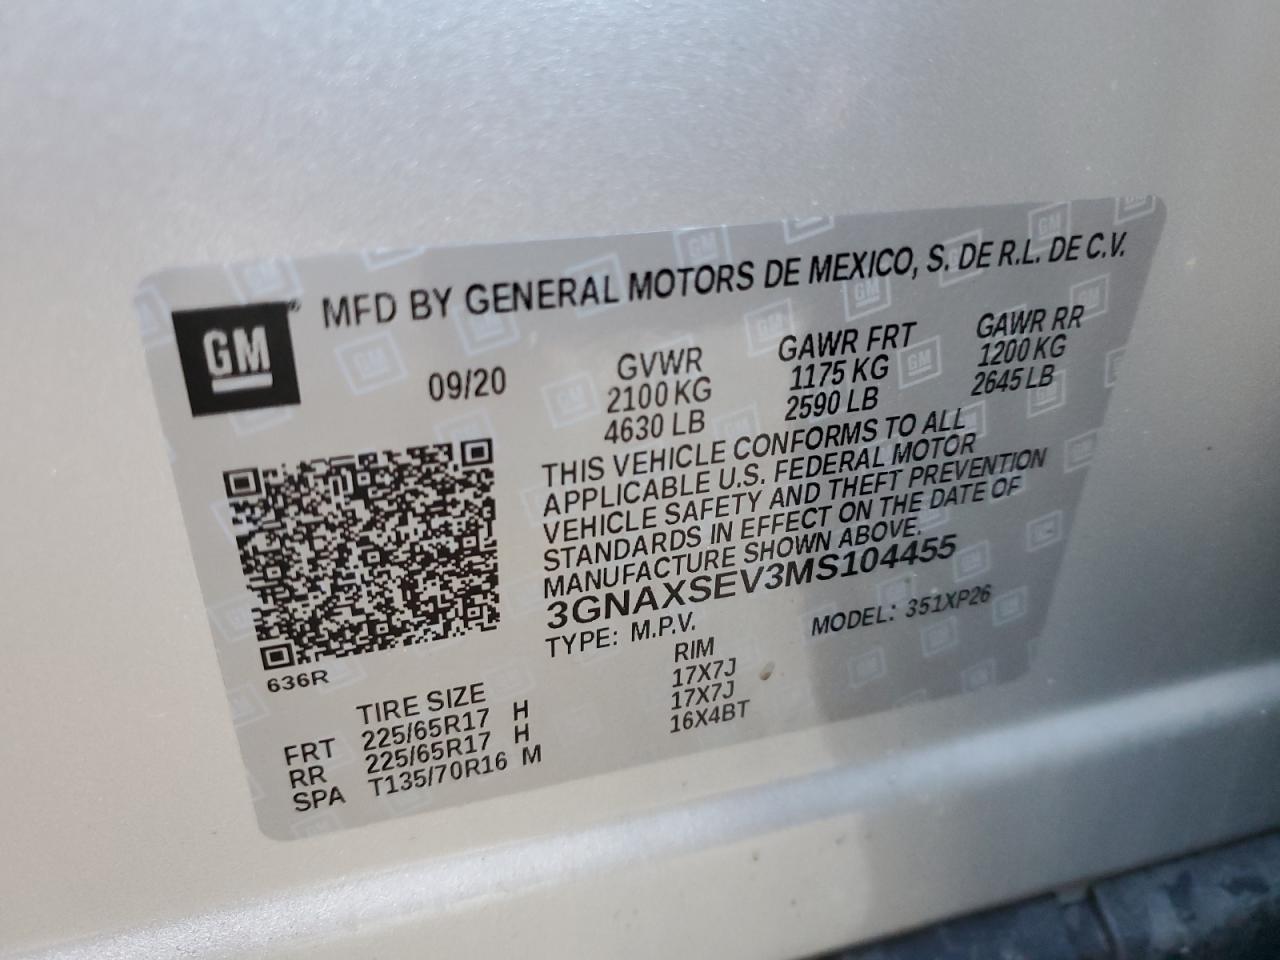 GM
MFD BY GENERAL MOTORS DE MEXICO, S. DE R.L. DE C.V.
09/20
GVWR
2100 KG
4630 LB
GAWR FRT
1175 KG
2590 LB
GAWR RR
1200 KG
2645 LB
THIS VEHICLE CONFORMS TO ALL
APPLICABLE U.S. FEDERAL MOTOR
VEHICLE SAFETY AND THEFT PREVENTION
STANDARDS IN EFFECT ON THE DATE OF
MANUFACTURE SHOWN ABOVE.
3GNAXSEV3MS104455
TYPE: M.P.V. MODEL: 351XP26
636R
TIRE SIZE RIM
FRT 225/65R17 H 17X7J
RR 225/65R17 H 17X7J
SPA T135/70R16 M 16X4BT